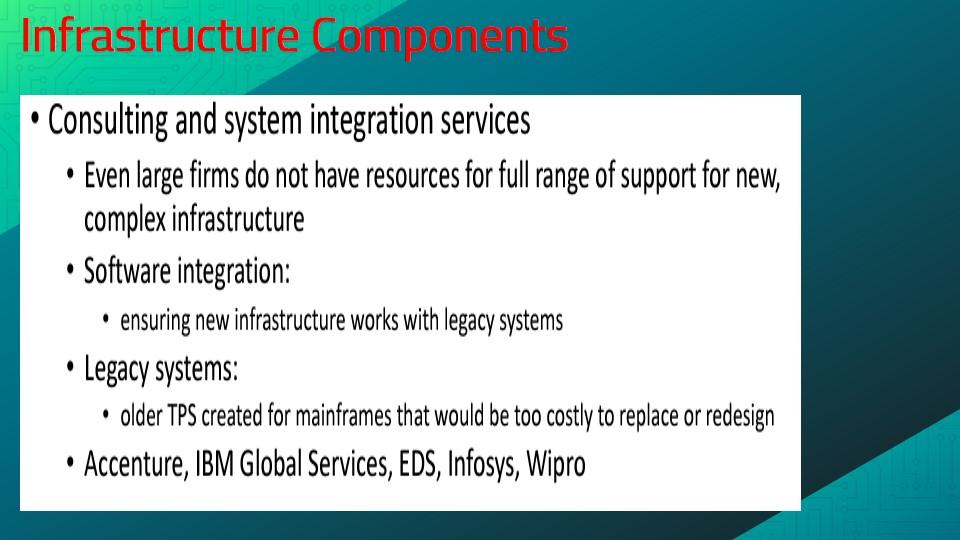 Infrastructure Components
• Consulting and system integration services
• Even large firms do not have resources for full range of support for new,
complex infrastructure
• Software integration:
• ensuring new infrastructure works with legacy systems
• Legacy systems:
• older TPS created for mainframes that would be too costly to replace or redesign
• Accenture, IBM Global Services, EDS, Infosys, Wipro